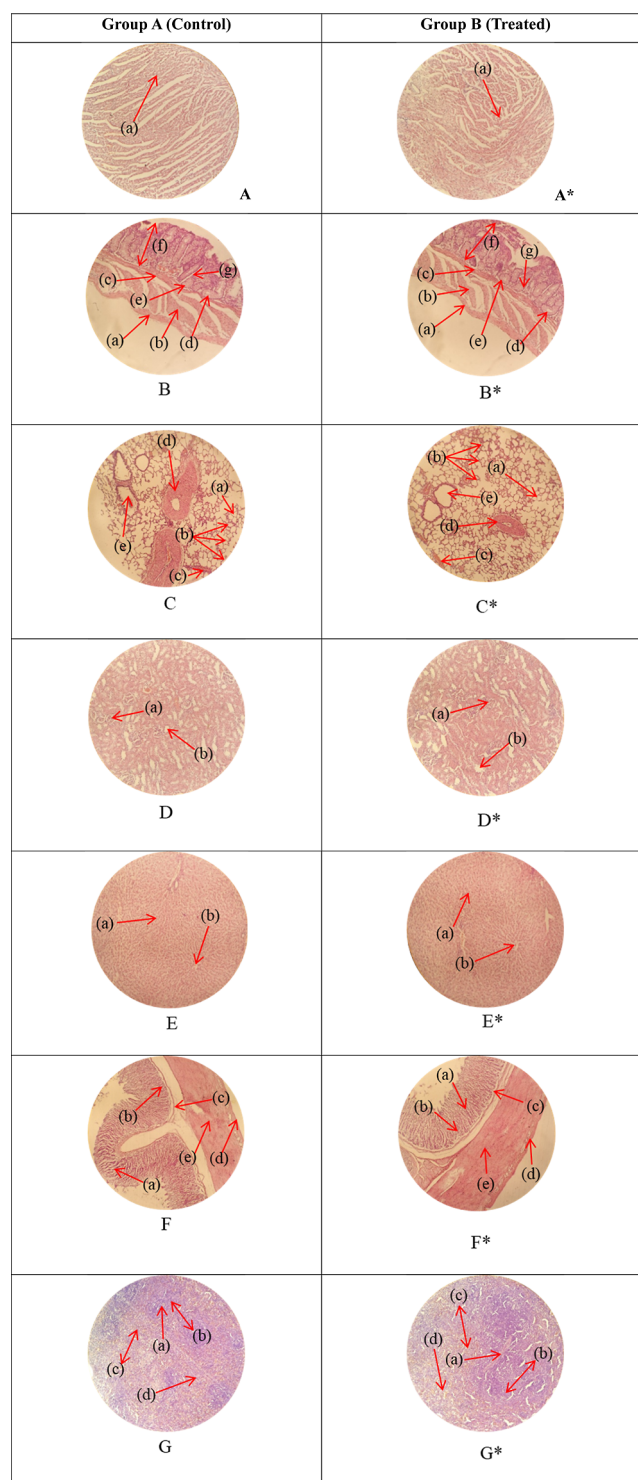 Group A (Control)
Group B (Treated)
(a)
A
(a)
A*
(f)
(c)
(g)
(e)
(a)
(b)
(d)
B
(f)
(g)
(c)
(b)
(a)
(e)
(d)
B*
(d)
(a)
(b)
(e)
(c)
C
(b)
(a)
(e)
(d)
(c)
C*
(a)
(b)
D
(a)
(b)
D*
(a)
(b)
E
(a)
(b)
E*
(b)
(c)
(e)
(d)
(a)
F
(a)
(b)
(c)
(d)
(e)
F*
(b)
(a)
(c)
(d)
G
(c)
(d)
(a)
(b)
G*